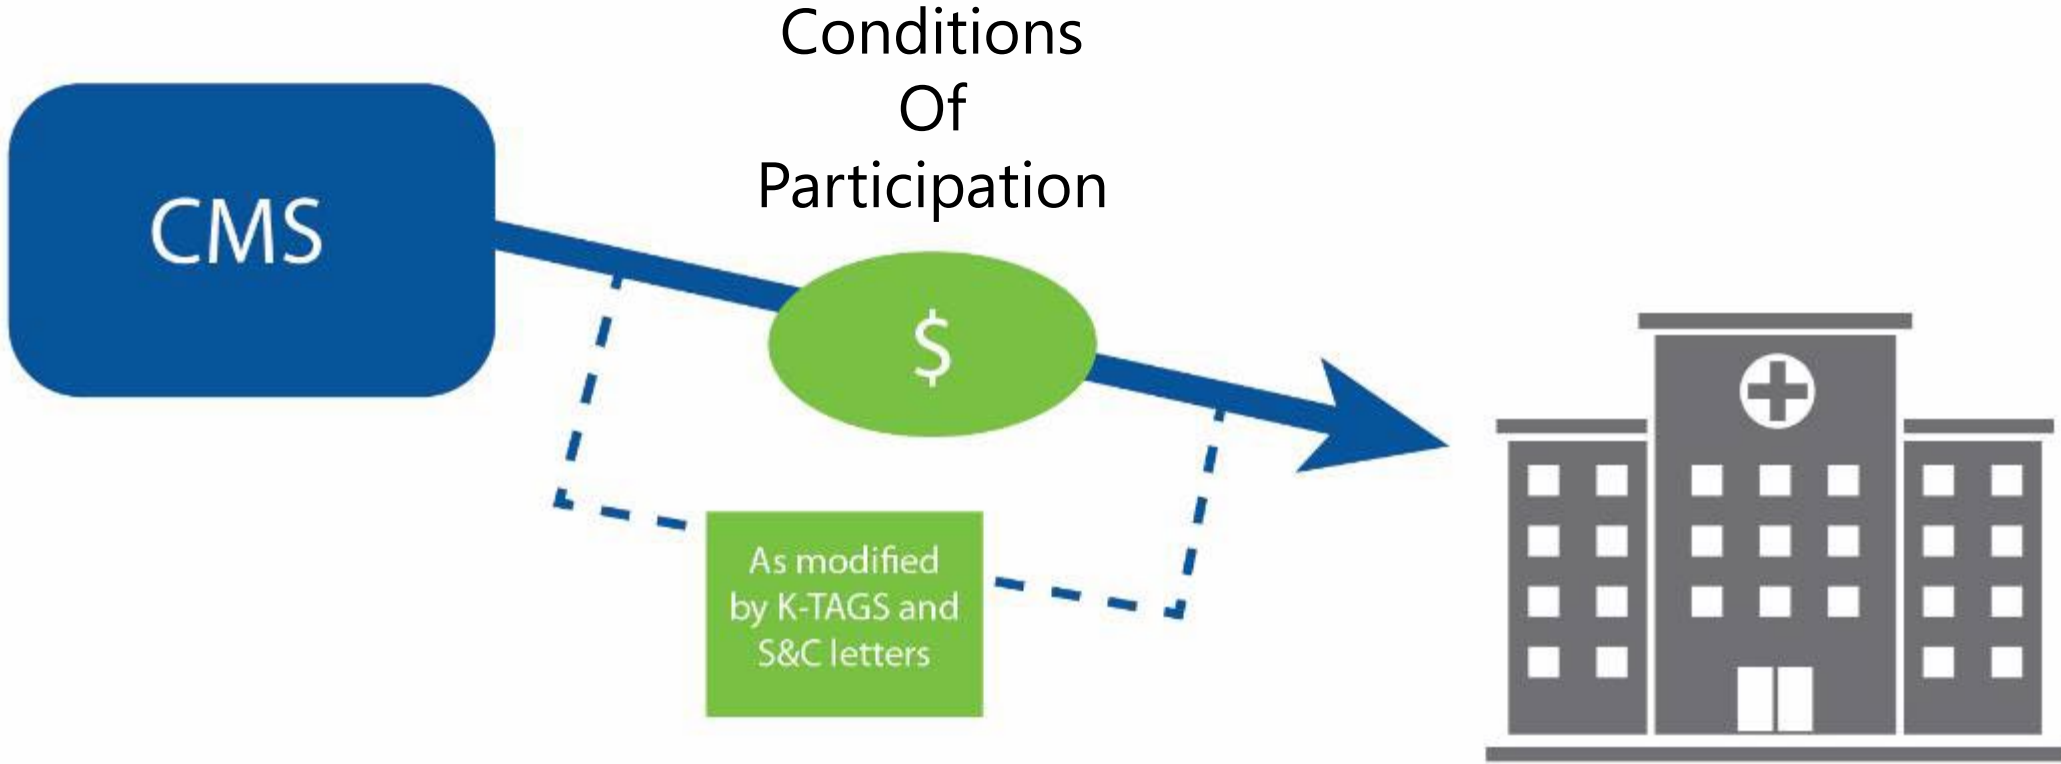 Conditions
Of
Participation
CMS
$
As modified
by K-TAGS and
S&C letters